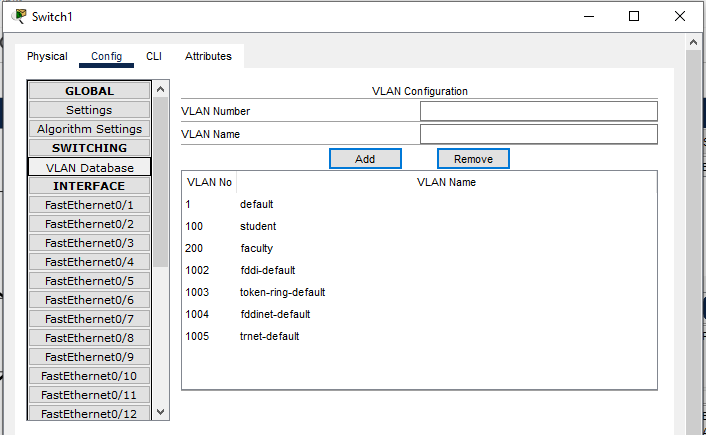 Switch1
Physical Config CLI Attributes
GLOBAL
Settings
Algorithm Settings
SWITCHING
VLAN Database
INTERFACE
FastEthernet0/1
FastEthernet0/2
FastEthernet0/3
FastEthernet0/4
FastEthernet0/5
FastEthernet0/6
FastEthernet0/7
FastEthernet0/8
FastEthernet0/9
FastEthernet0/10
FastEthernet0/11
FastEthernet0/12
VLAN Configuration
VLAN Number
VLAN Name
Add Remove
VLAN No VLAN Name
1 default
100 student
200 faculty
1002 fddi-default
1003 token-ring-default
1004 fddinet-default
1005 trnet-default